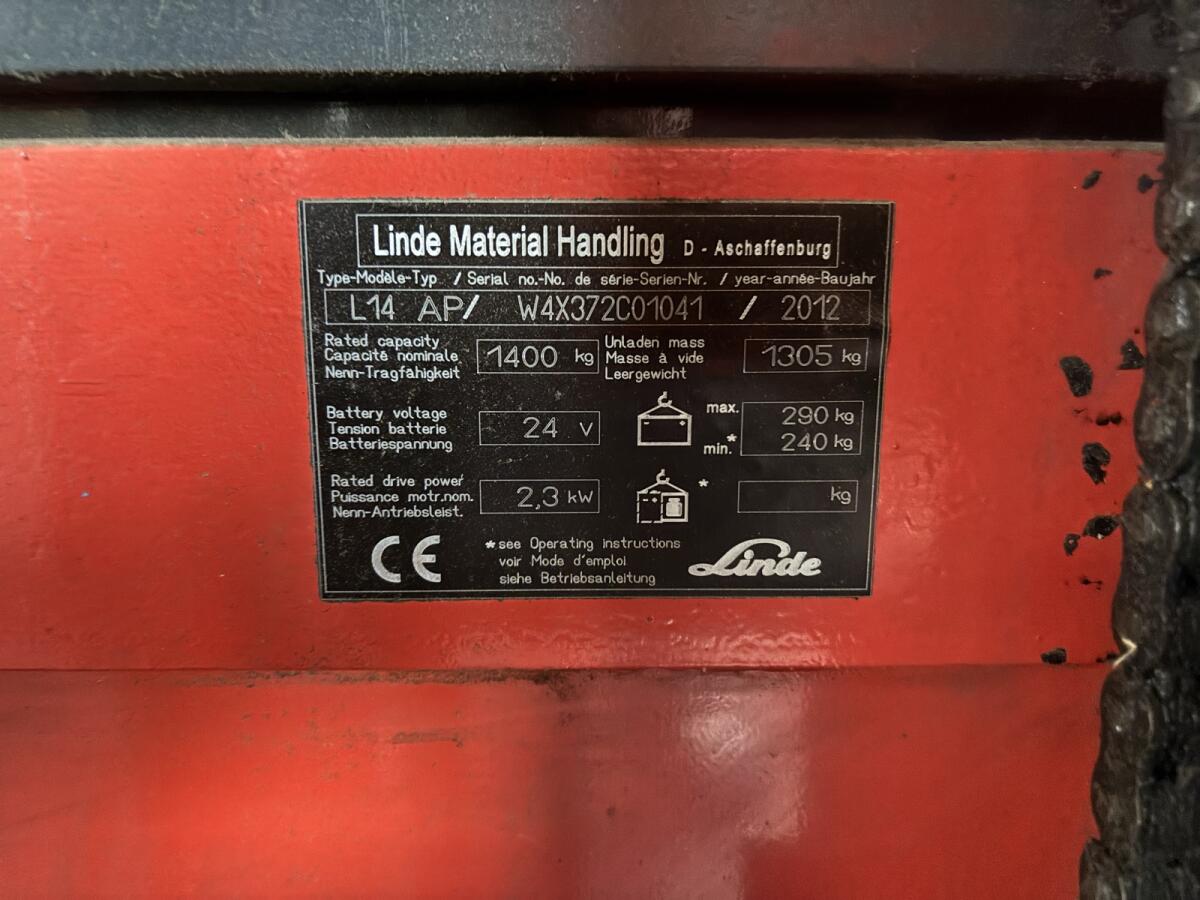 Linde Material Handling D - Aschaffenburg
Type-Modèle-Typ / Serial no.-No. de série-Serien-Nr. / year-année-Baujahr
L14 AP/ W4X372C01041 / 2012
Rated capacity
Capacité nominale
Nenn-Tragfähigkeit
1400 kg
Unladen mass
Masse à vide
Leergewicht
1305 kg
Battery voltage
Tension batterie
Batteriespannung
24 V
max. 290 kg
min.* 240 kg
Rated drive power
Puissance motr.nom.
Nenn-Antriebsleist.
2,3 kW
* kg
CE
*see Operating instructions
voir Mode d'emploi
siehe Betriebsanleitung
Linde